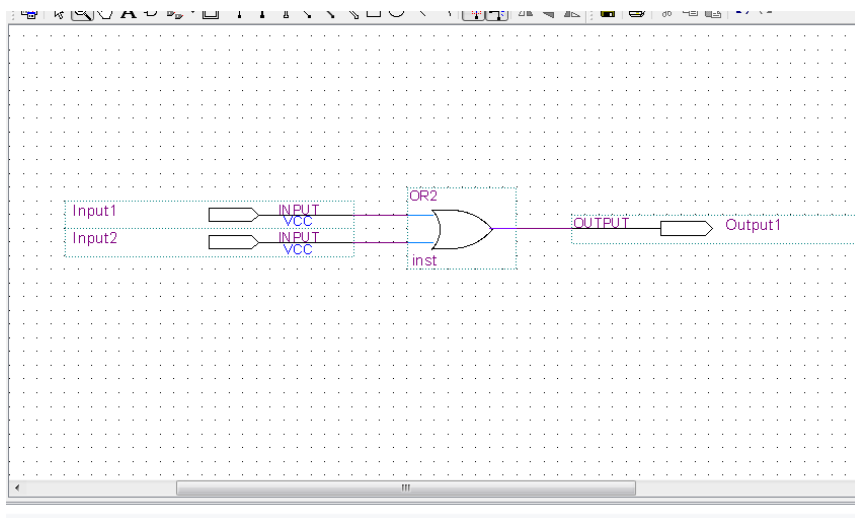 OR2
Input1 INPUT
VCC
OUTPUT Output1
Input2 INPUT
VCC
inst